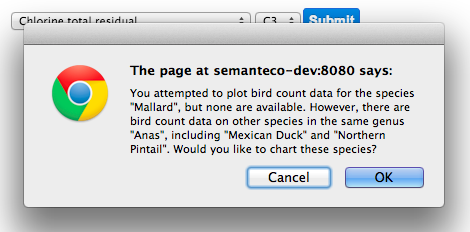 Chlorine total residual C3 Submit
The page at semanteco-dev:8080 says:
You attempted to plot bird count data for the species
"Mallard", but none are available. However, there are
bird count data on other species in the same genus
"Anas", including "Mexican Duck" and "Northern
Pintail". Would you like to chart these species?
Cancel OK